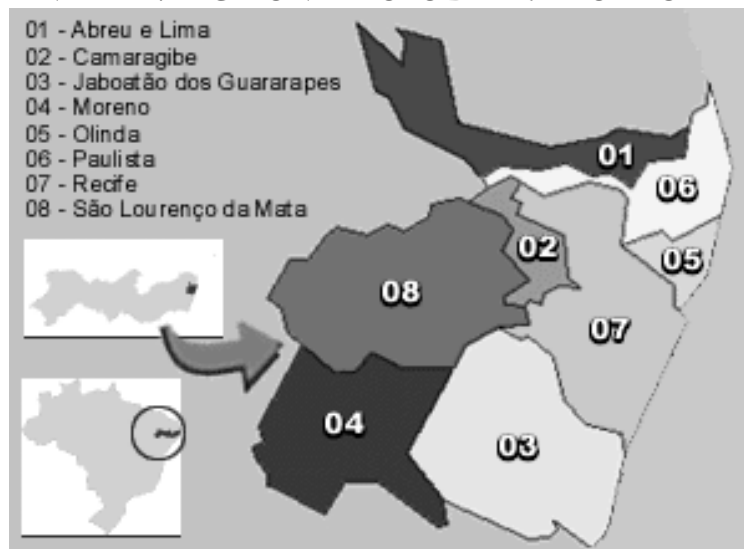 01 - Abreu e Lima
02 - Camaragibe
03 - Jaboatão dos Guararapes
04 - Moreno
05 - Olinda
06 - Paulista
07 - Recife
08 - São Lourenço da Mata
01
06
02
05
08
07
04
03